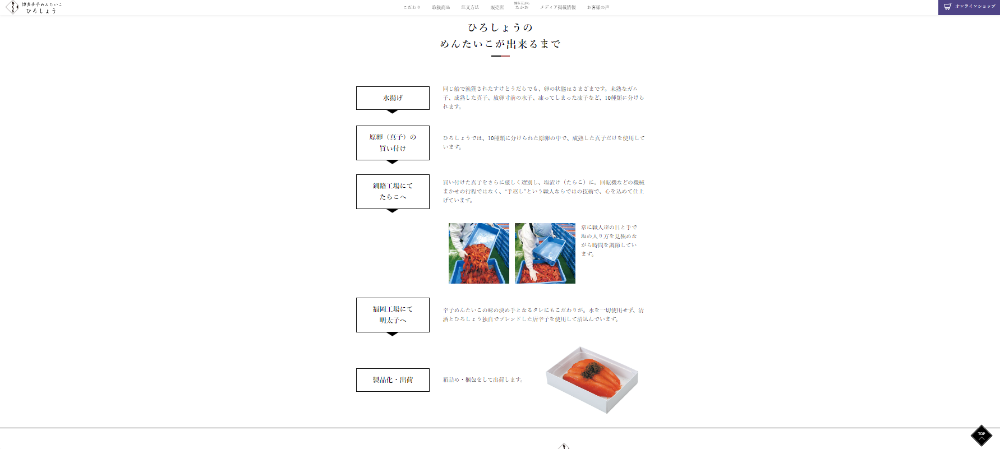 博多辛子めんたいこ
ひろしょう
こだわり
取扱商品
注文方法
販売店
博多天ぷら
たかお
メディア掲載情報
お客様の声
オンラインショップ
ひろしょうの
めんたいこが出来るまで
水揚げ
同じ船で漁獲されたすけとうだらでも、卵の状態はさまざまです。未熟なガム
子、成熟した真子、放卵寸前の水子、凍ってしまった凍子など、10種類に分けら
れます。
原卵（真子）の
買い付け
ひろしょうでは、10種類に分けられた原卵の中で、成熟した真子だけを使用して
います。
釧路工場にて
たらこへ
買い付けた真子をさらに厳しく選別し、塩漬け（たらこ）に。回転機などの機械
まかせの行程ではなく、“手返し”という職人ならではの技術で、心を込めて仕上
げています。
常に職人達の目と手で
塩の入り方を見極めな
がら時間を調節してい
ます。
福岡工場にて
明太子へ
辛子めんたいこの味の決め手となるタレにもこだわりが。水を一切使用せず、清
酒とひろしょう独自でブレンドした唐辛子を使用して漬込んでいます。
製品化・出荷
箱詰め・梱包をして出荷します。
TOP